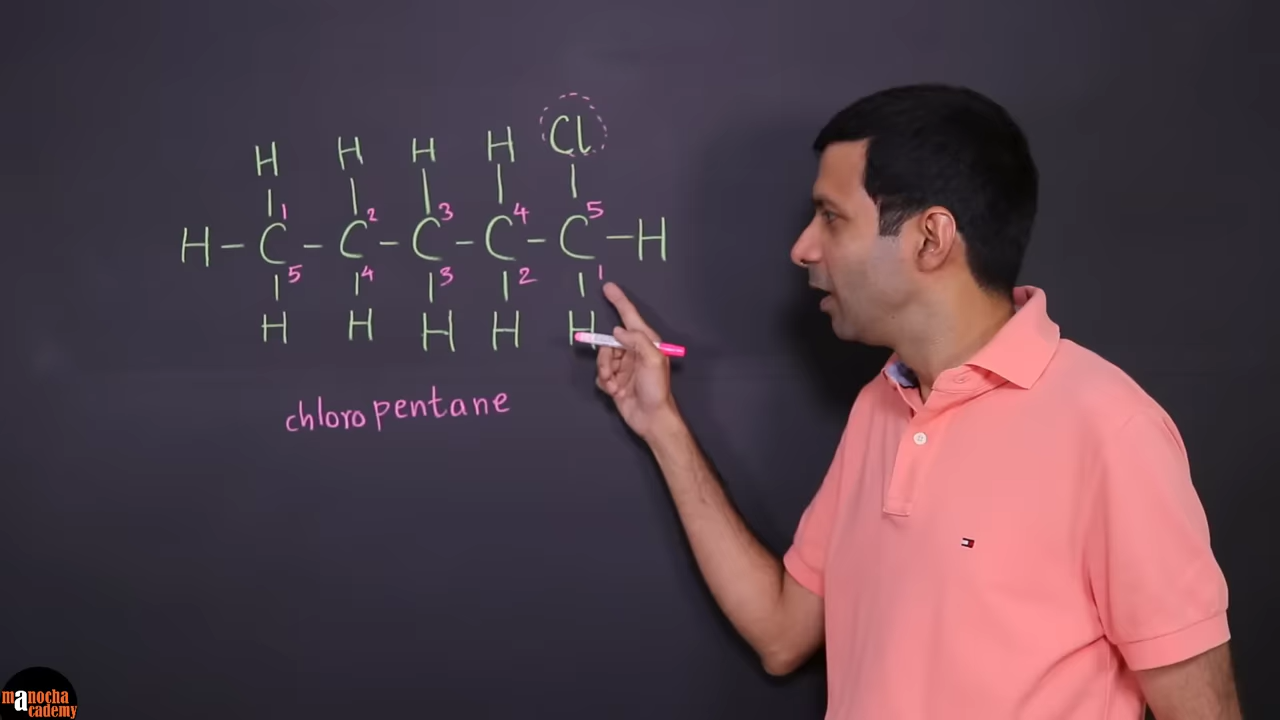 H H H H Cl
1 2 3 4 5
H – C – C – C – C – C – H
5 4 3 2 1
H H H H H
chloropentane
manocha
academy